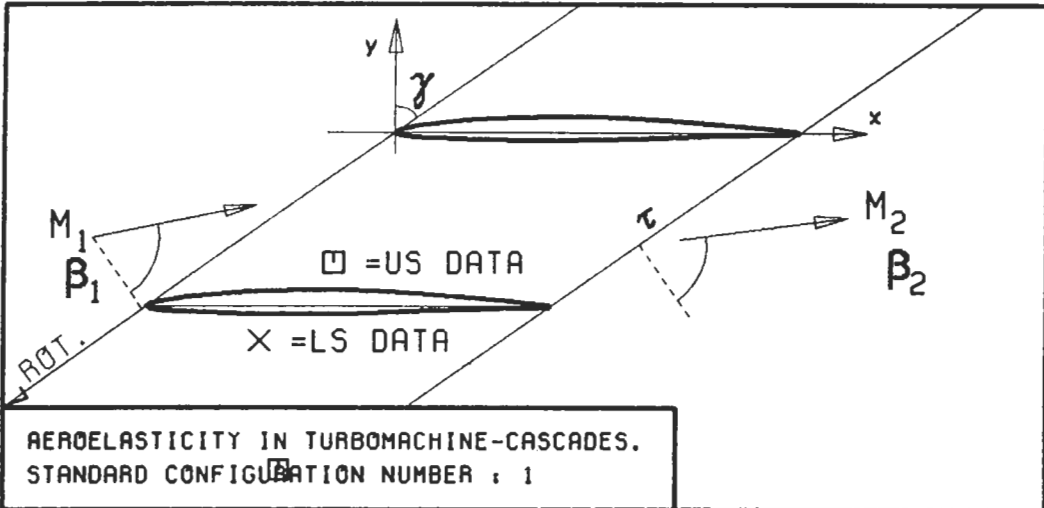 y
γ
x
M₁
β₁
τ
M₂
β₂
□ =US DATA
× =LS DATA
ROT.
AEROELASTICITY IN TURBOMACHINE-CASCADES.
STANDARD CONFIGURATION NUMBER : 1